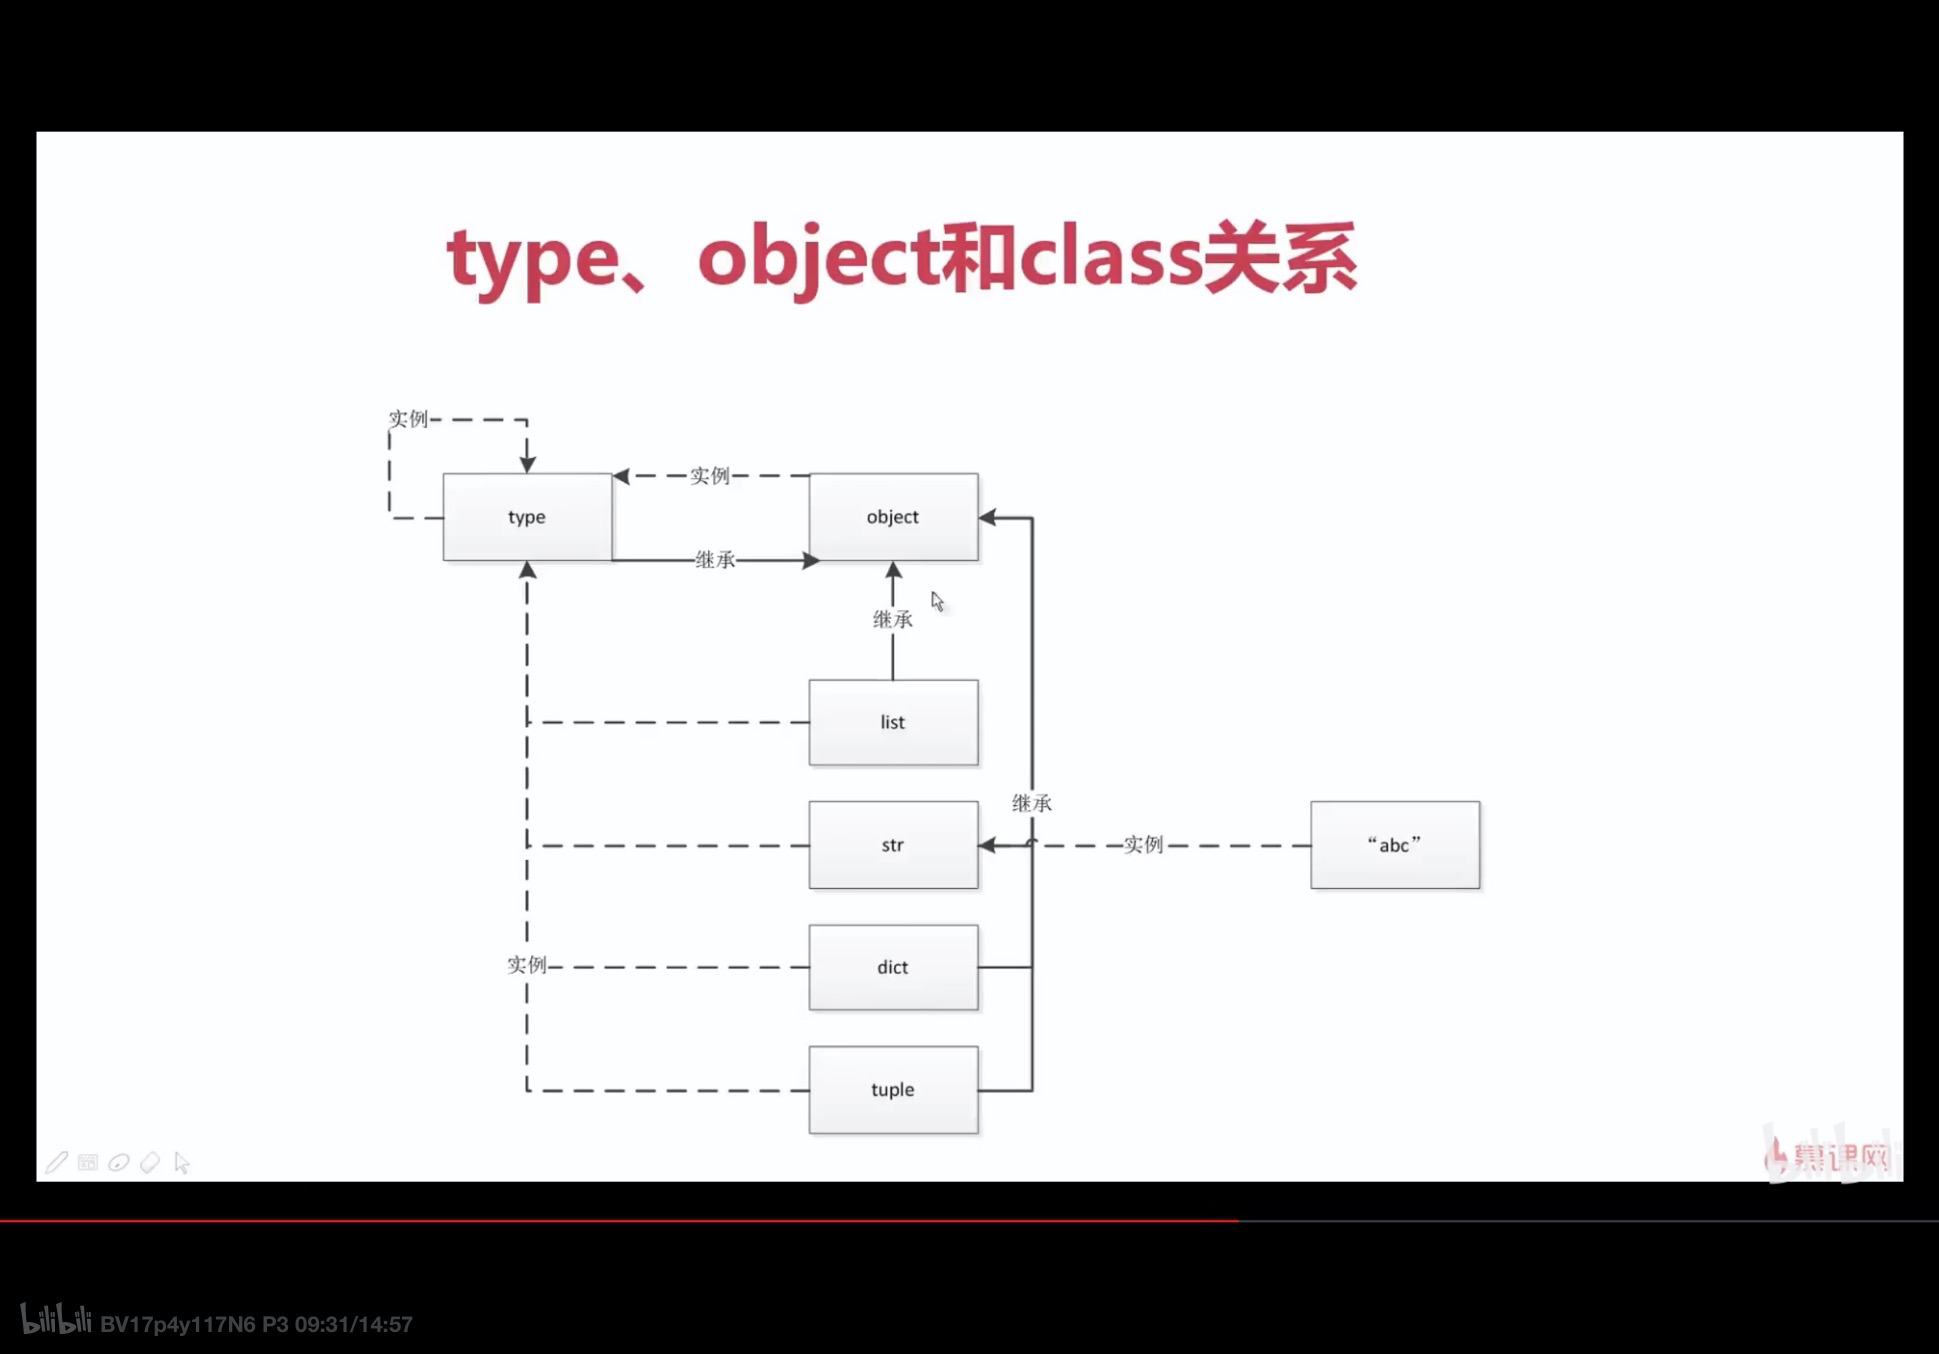 type、object和class关系
实例
实例
type
object
继承
继承
list
继承
str
实例
“abc”
实例
dict
tuple
慕课网
bilibili
bilibili BV17p4y117N6 P3 09:31/14:57